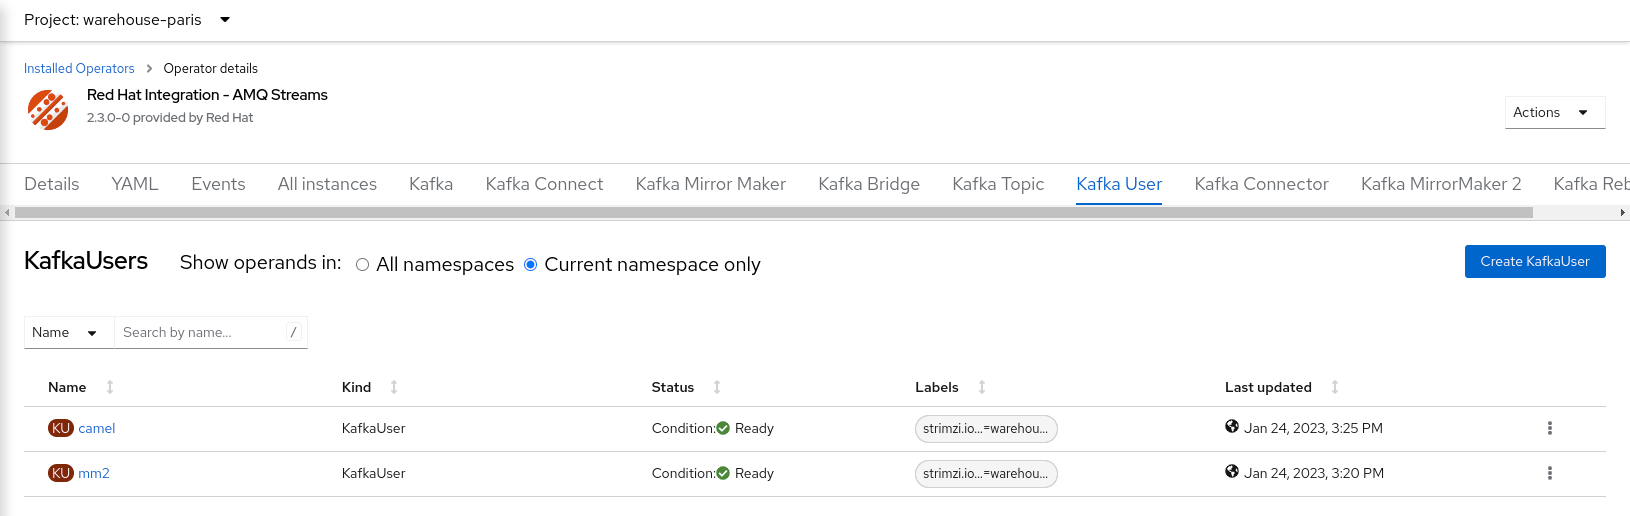 Project: warehouse-paris
Installed Operators Operator details
Red Hat Integration - AMQ Streams
2.3.0-0 provided by Red Hat
Actions
Details YAML Events All instances Kafka Kafka Connect Kafka Mirror Maker Kafka Bridge Kafka Topic Kafka User Kafka Connector Kafka MirrorMaker 2 Kafka Reb
KafkaUsers Show operands in: All namespaces Current namespace only Create KafkaUser
Name Search by name... /
Name Kind Status Labels Last updated
KU camel KafkaUser Condition: Ready strimzi.io...=warehou... Jan 24, 2023, 3:25 PM
KU mm2 KafkaUser Condition: Ready strimzi.io...=warehou... Jan 24, 2023, 3:20 PM